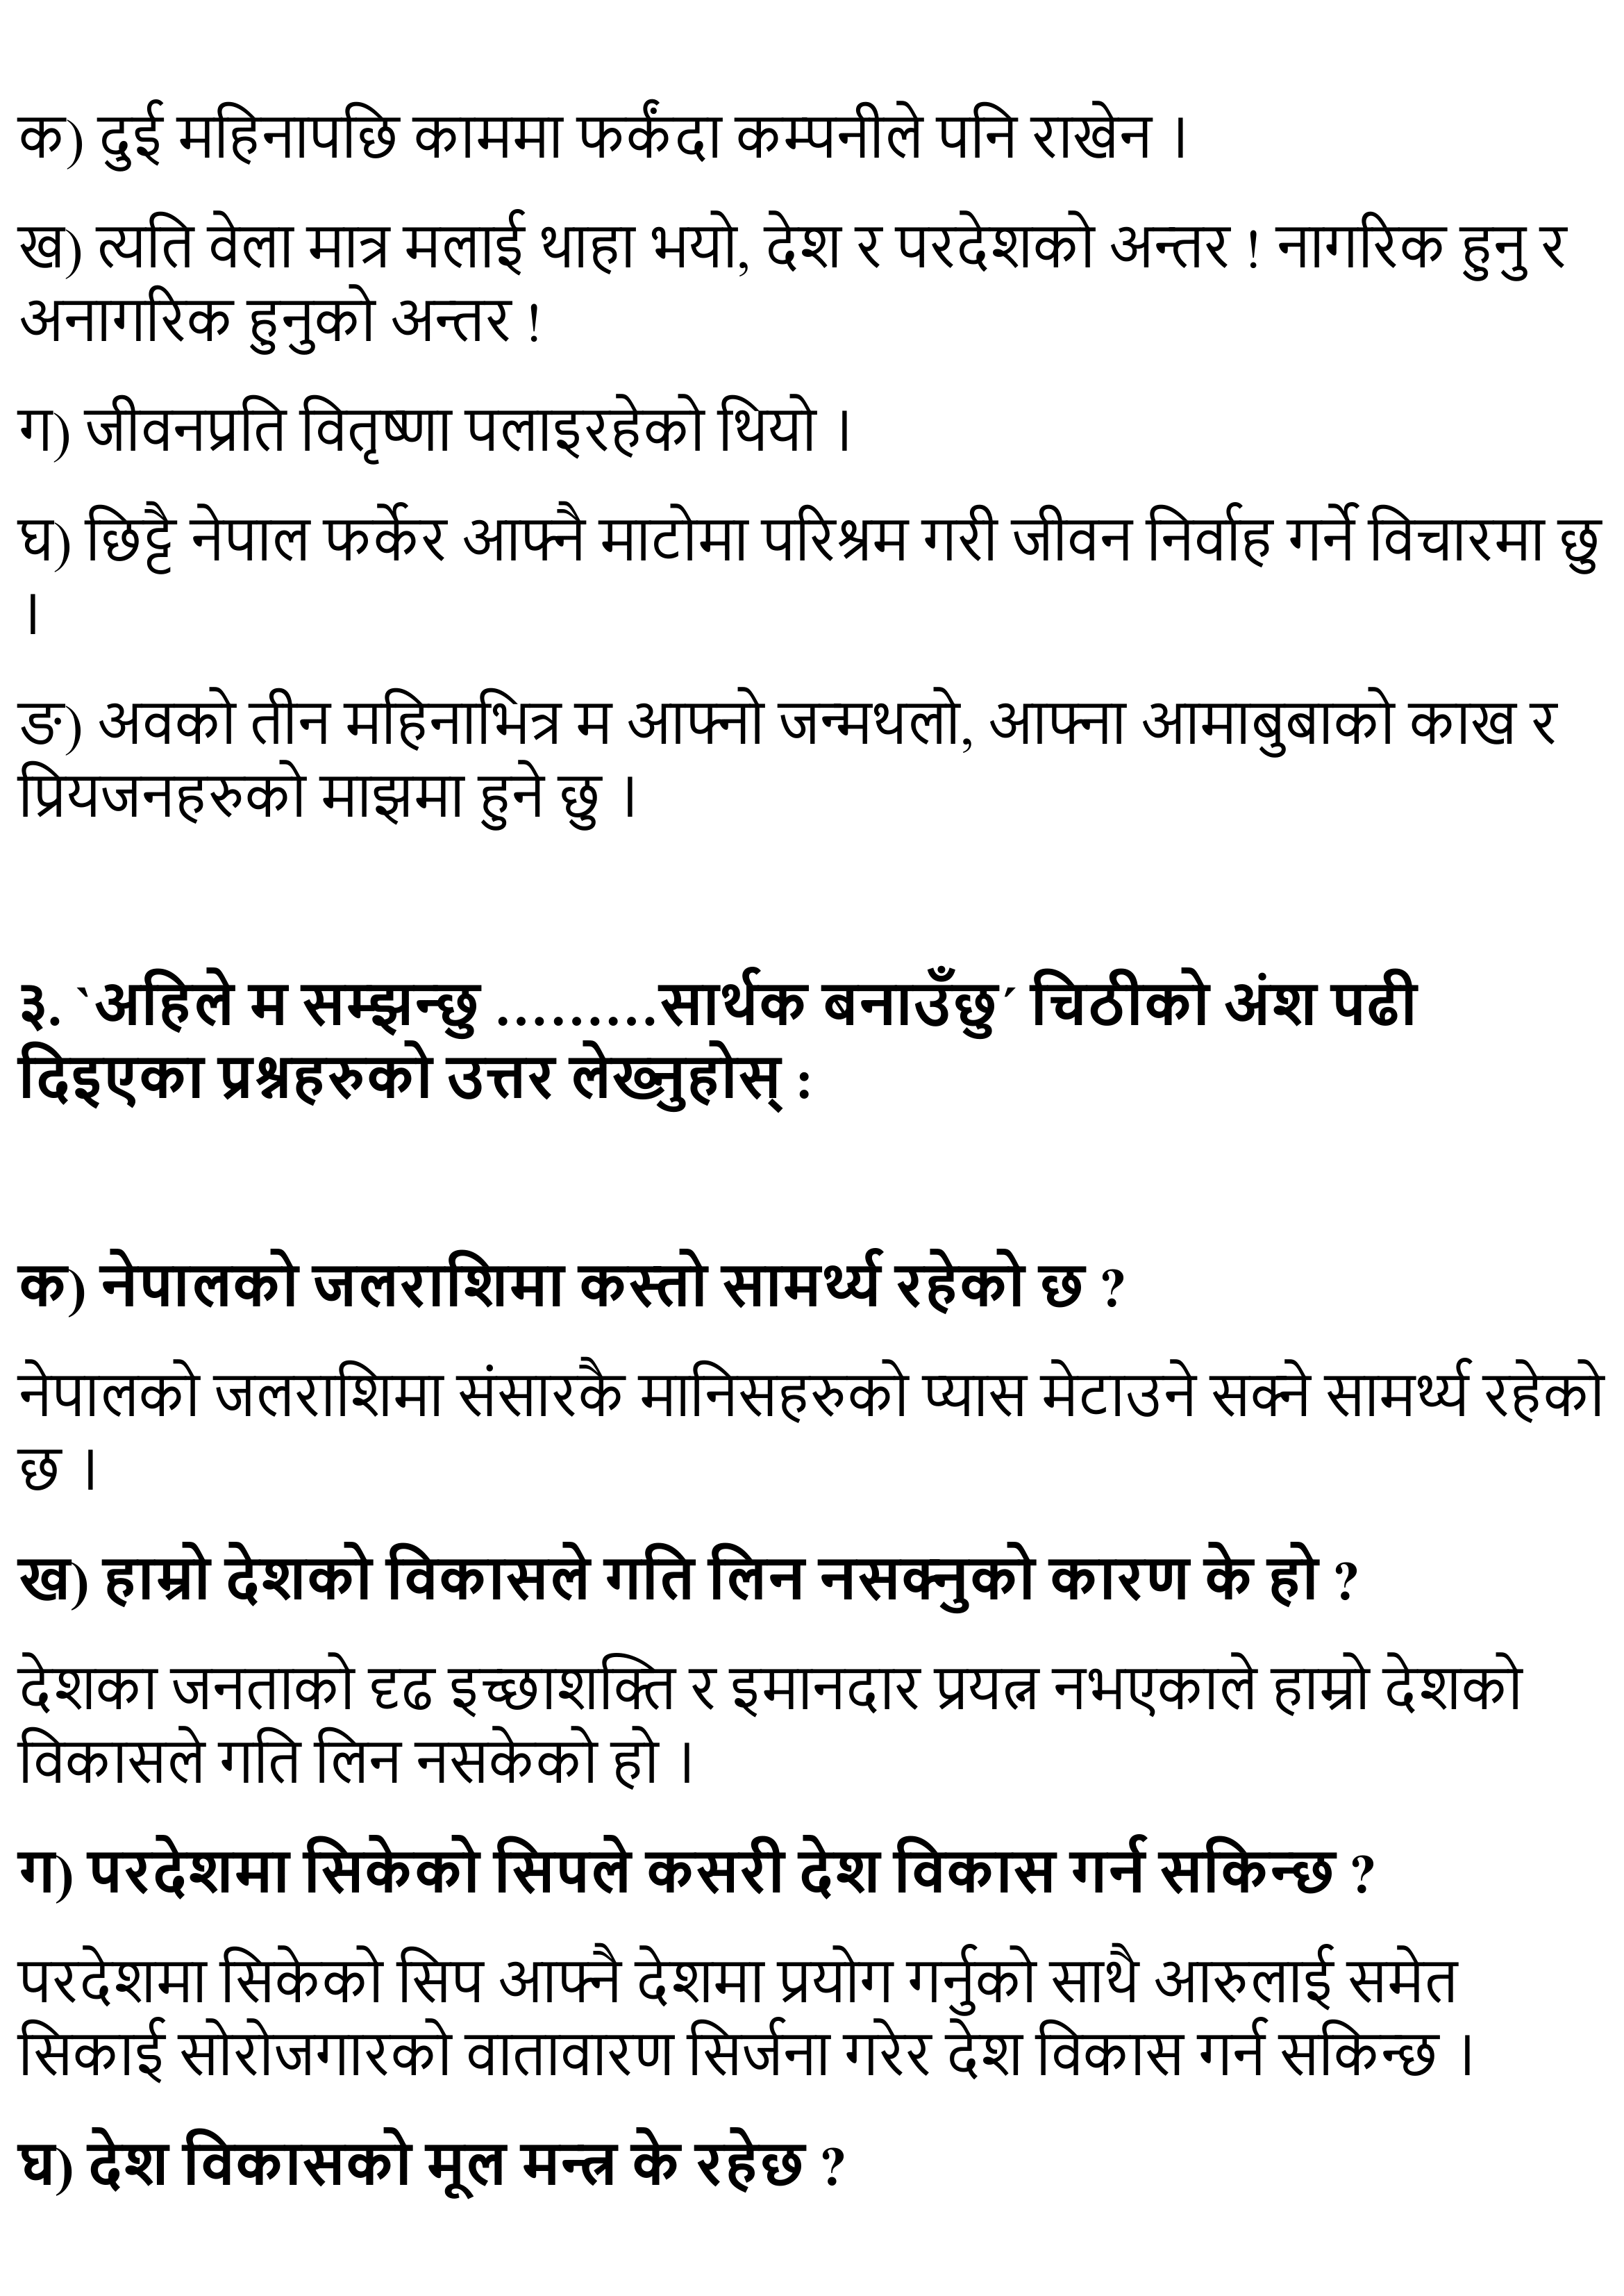 क) दुई महिनापछि काममा फर्कंदा कम्पनीले पनि राखेन ।
ख) त्यति वेला मात्र मलाई थाहा भयो, देश र परदेशको अन्तर ! नागरिक हुनु र
अनागरिक हुनुको अन्तर !
ग) जीवनप्रति वितृष्णा पलाइरहेको थियो ।
घ) छिट्टै नेपाल फर्केर आफ्नै माटोमा परिश्रम गरी जीवन निर्वाह गर्ने विचारमा छु
।
ङ) अवको तीन महिनाभित्र म आफ्नो जन्मथलो, आफ्ना आमाबुबाको काख र
प्रियजनहरुको माझमा हुने छु ।
३. `अहिले म सम्झन्छु .........सार्थक बनाउँछु´ चिठीको अंश पढी
दिइएका प्रश्नहरुको उत्तर लेख्नुहोस् :
क) नेपालको जलराशिमा कस्तो सामर्थ्य रहेको छ ?
नेपालको जलराशिमा संसारकै मानिसहरुको प्यास मेटाउने सक्ने सामर्थ्य रहेको
छ ।
ख) हाम्रो देशको विकासले गति लिन नसक्नुको कारण के हो ?
देशका जनताको दृढ इच्छाशक्ति र इमानदार प्रयत्न नभएकाले हाम्रो देशको
विकासले गति लिन नसकेको हो ।
ग) परदेशमा सिकेको सिपले कसरी देश विकास गर्न सकिन्छ ?
परदेशमा सिकेको सिप आफ्नै देशमा प्रयोग गर्नुको साथै आरुलाई समेत
सिकाई सोरोजगारको वातावारण सिर्जना गरेर देश विकास गर्न सकिन्छ ।
घ) देश विकासको मूल मन्त्र के रहेछ ?